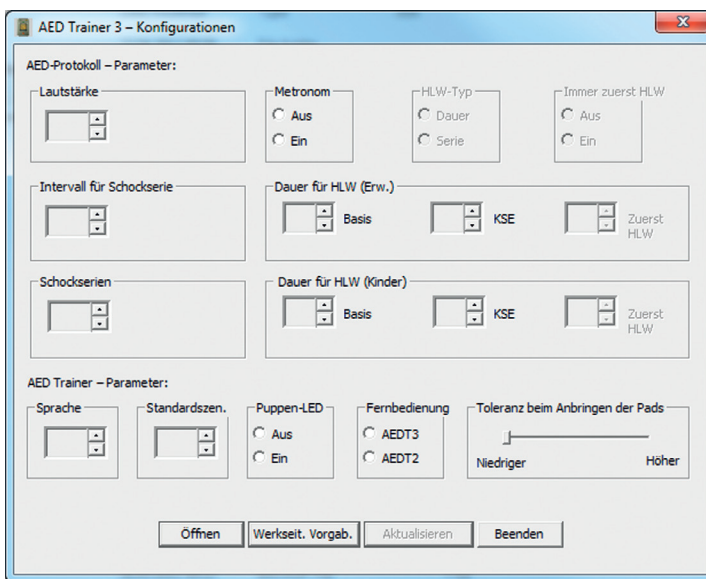 AED Trainer 3 – Konfigurationen
AED-Protokoll – Parameter:
Lautstärke
Metronom
Aus
Ein
HLW-Typ
Dauer
Serie
Immer zuerst HLW
Aus
Ein
Intervall für Schockserie
Dauer für HLW (Erw.)
Basis
KSE
Zuerst
HLW
Schockserien
Dauer für HLW (Kinder)
Basis
KSE
Zuerst
HLW
AED Trainer – Parameter:
Sprache
Standardszen.
Puppen-LED
Aus
Ein
Fernbedienung
AEDT3
AEDT2
Toleranz beim Anbringen der Pads
Niedriger
Höher
Öffnen
Werkseit. Vorgab.
Aktualisieren
Beenden